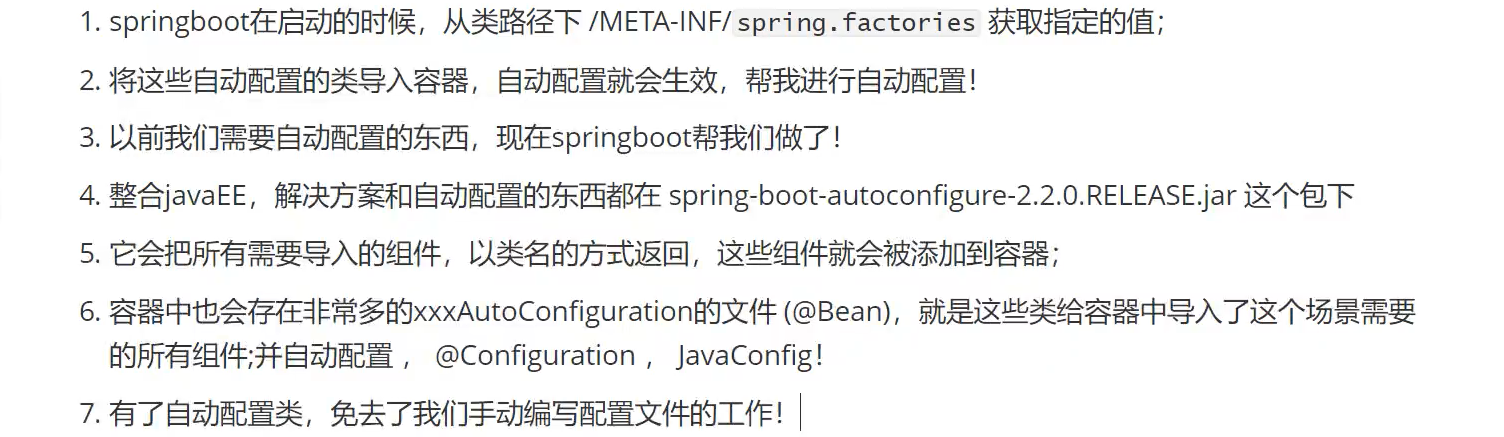 1. springboot在启动的时候，从类路径下 /META-INF/spring.factories 获取指定的值；
2. 将这些自动配置的类导入容器，自动配置就会生效，帮我进行自动配置！
3. 以前我们需要自动配置的东西，现在springboot帮我们做了！
4. 整合javaEE，解决方案和自动配置的东西都在 spring-boot-autoconfigure-2.2.0.RELEASE.jar 这个包下
5. 它会把所有需要导入的组件，以类名的方式返回，这些组件就会被添加到容器；
6. 容器中也会存在非常多的xxxAutoConfiguration的文件 (@Bean)，就是这些类给容器中导入了这个场景需要
的所有组件;并自动配置 ， @Configuration ， JavaConfig！
7. 有了自动配置类，免去了我们手动编写配置文件的工作！